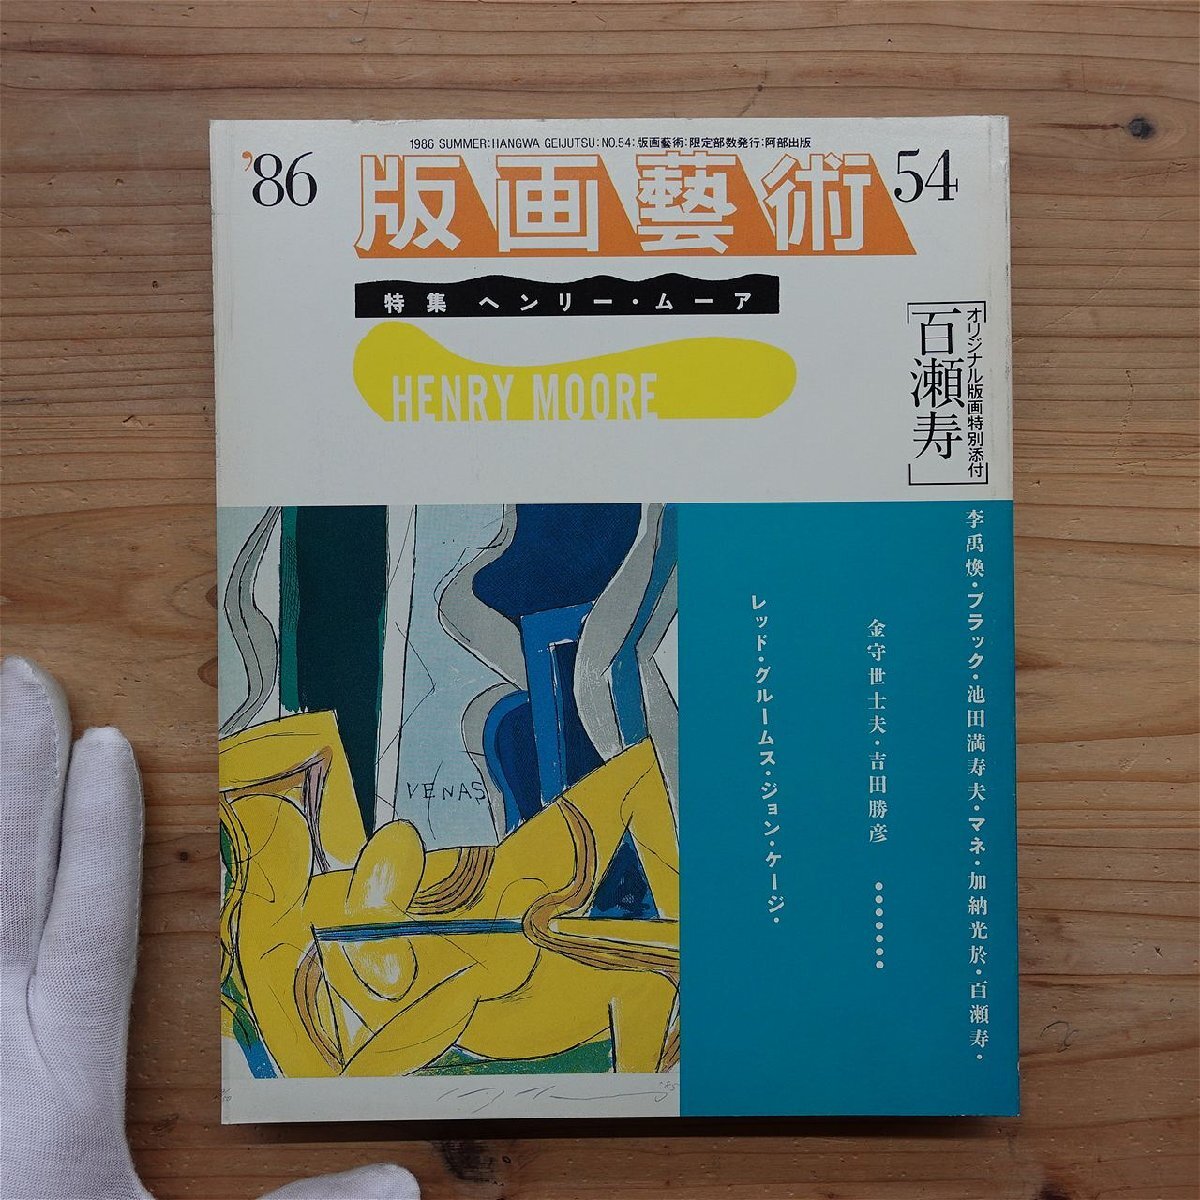 1986 SUMMER:HANGWA GEIJUTSU:NO.54:版画藝術:限定部数発行:阿部出版
'86
版画藝術
54
特集 ヘンリー・ムーア
HENRY MOORE
オリジナル版画特別添付
「百瀬寿」
李禹煥・ブラック・池田満寿夫・マネ・加納光於・百瀬寿・
金守世士夫・吉田勝彦 ………
レッド・グルームス・ジョン・ケージ・
VENAS
'85